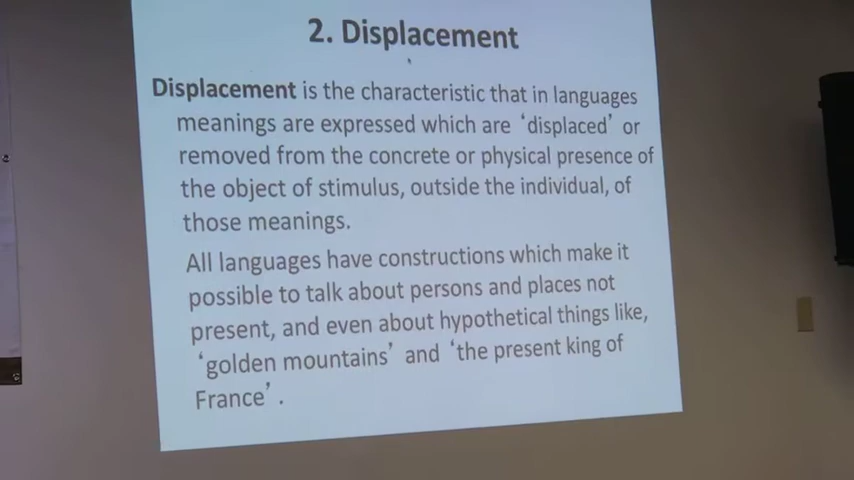 2. Displacement
Displacement is the characteristic that in languages
meanings are expressed which are ‘displaced’ or
removed from the concrete or physical presence of
the object of stimulus, outside the individual, of
those meanings.
All languages have constructions which make it
possible to talk about persons and places not
present, and even about hypothetical things like,
‘golden mountains’ and ‘the present king of
France’ .